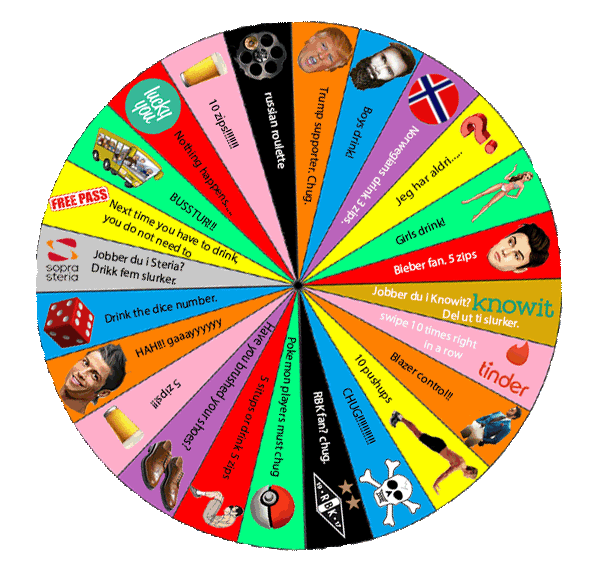 russian roulette
Trump supporter. Chug.
Boys drink!
Norwegians drink 3 zips.
Jeg har aldri....
Girls drink!
Bieber fan. 5 zips
Jobber du i Knowit?
Del ut ti slurker.
knowit
swipe 10 times right
in a row
tinder
Blazer control!!!
10 pushups
CHUG!!!!!!!!!!!
RBK fan? chug.
19 RBK 17
Poke mon players must chug
5 situps or drink 5 zips
Have you brushed your shoes?
5 zips!!!
HAH!!! gaaayyyyyy
Drink the dice number.
Jobber du i Steria?
Drikk fem slurker.
sopra
steria
Next time you have to drink,
you do not need to
FREE PASS
BUSSTUR!!!
Nothing happens....
lucky
you!
10 zips!!!!!!!